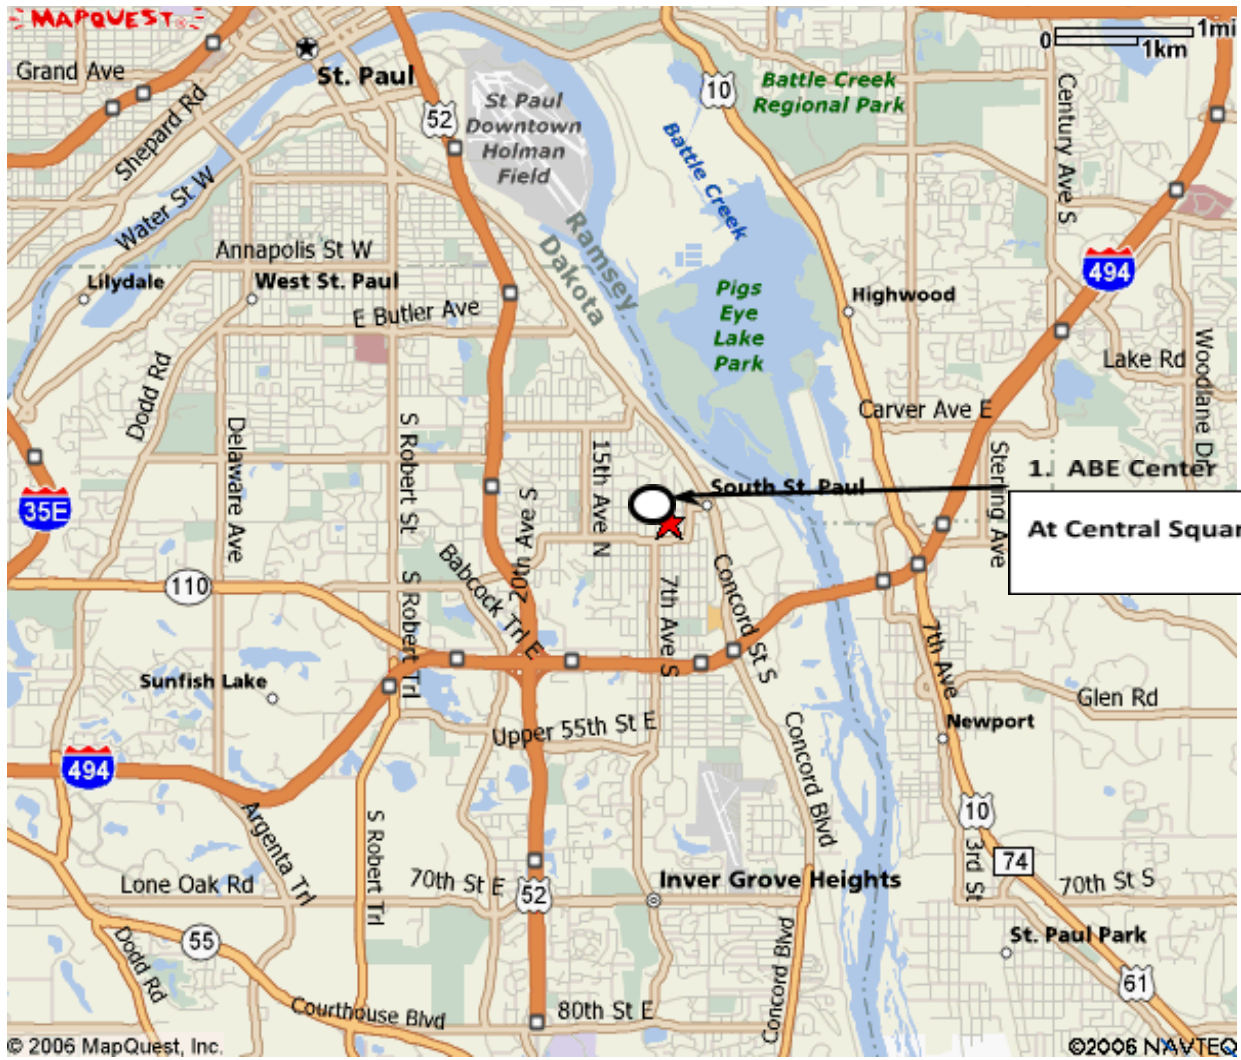 MAPQUEST
0
1mi
1km
Grand Ave
St. Paul
Shepard Rd
52
St Paul
Downtown
Holman
Field
10
Battle Creek
Regional Park
Century Ave S
Battle Creek
Water St W
Annapolis St W
Ramsey
Dakota
494
Lilydale
West St. Paul
E Butler Ave
Pigs
Eye
Lake
Park
Highwood
Lake Rd
Woodlane D
Dodd Rd
Carver Ave E
Delaware Ave
S Robert St
15th Ave N
Sterling Ave
1. ABE Center
South St. Paul
35E
20th Ave S
At Central Squar
110
Babcock Trl E
S Robert Trl
7th Ave S
Concord St S
7th Ave
Sunfish Lake
Glen Rd
Upper 55th St E
Newport
494
Concord Blvd
Argenta Trl
S Robert Trl
10
3rd St
74
Lone Oak Rd
70th St E
52
Inver Grove Heights
70th St S
Dodd Rd
55
Concord Blvd
St. Paul Park
61
Courthouse Blvd
80th St E
© 2006 MapQuest, Inc.
©2006 NAVTEQ